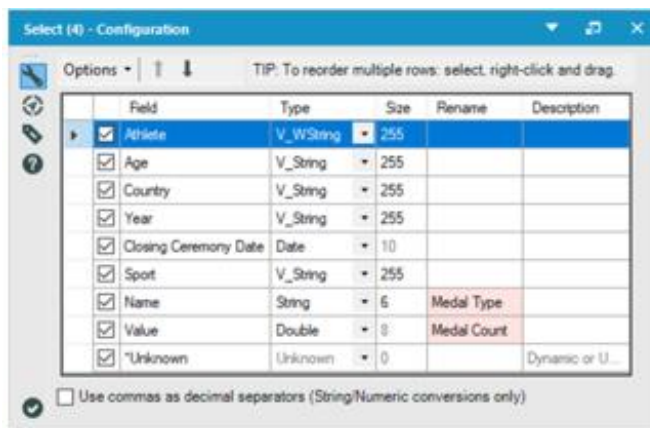 Select (4) - Configuration
Options TIP: To reorder multiple rows: select, right-click and drag.
Field Type Size Rename Description
Athlete V_WString 255
Age V_String 255
Country V_String 255
Year V_String 255
Closing Ceremony Date Date 10
Sport V_String 255
Name String 6 Medal Type
Value Double 8 Medal Count
*Unknown Unknown 0 Dynamic or U...
Use commas as decimal separators (String/Numeric conversions only)